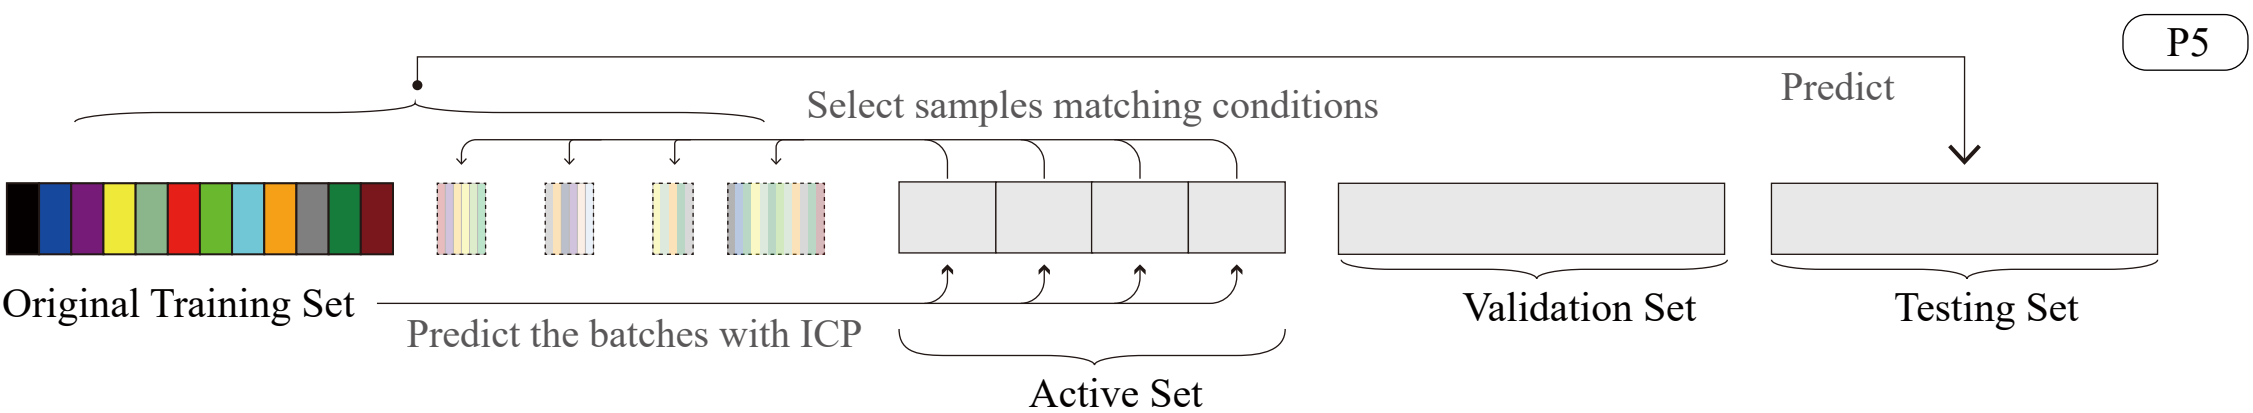 P5
Predict
Select samples matching conditions
Original Training Set
Predict the batches with ICP
Validation Set
Testing Set
Active Set